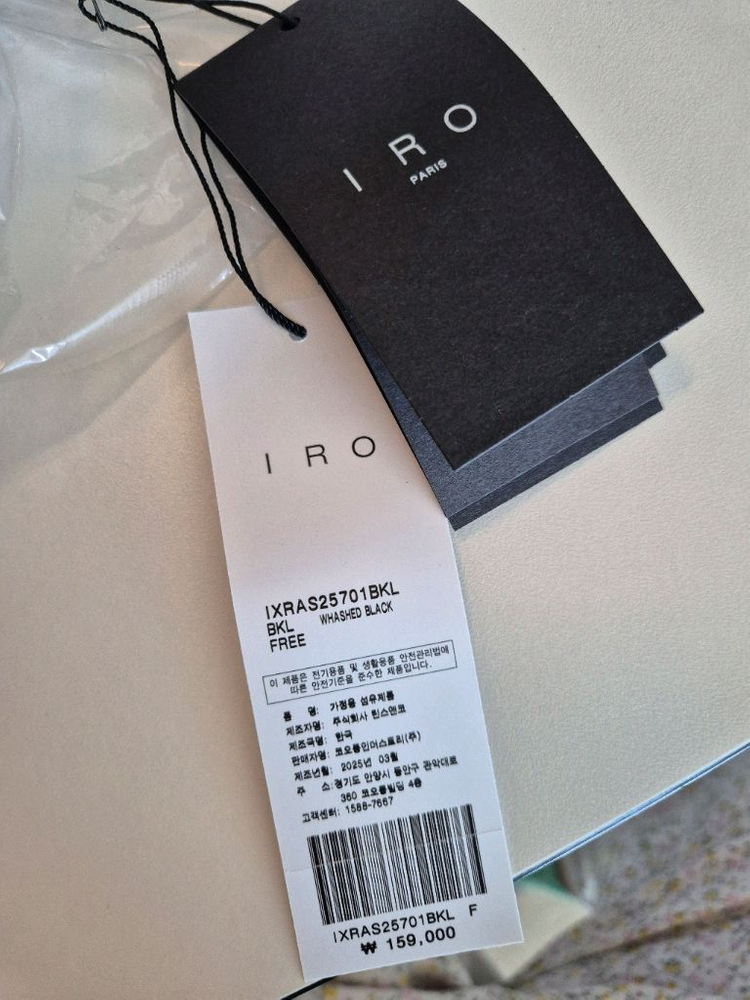 I R O
PARIS
I R O
IXRAS25701BKL
BKL WHASHED BLACK
FREE
이 제품은 전기용품 및 생활용품 안전관리법에
따른 안전기준을 준수한 제품입니다.
품 명: 가정용 섬유제품
제조자명: 주식회사 린스앤코
제조국명: 한국
판매자명: 코오롱인더스트리(주)
제조년월: 2025년 03월
주 소:경기도 안양시 동안구 관악대로
360 코오롱빌딩 4층
고객센터: 1588-7667
IXRAS25701BKL F
₩ 159,000